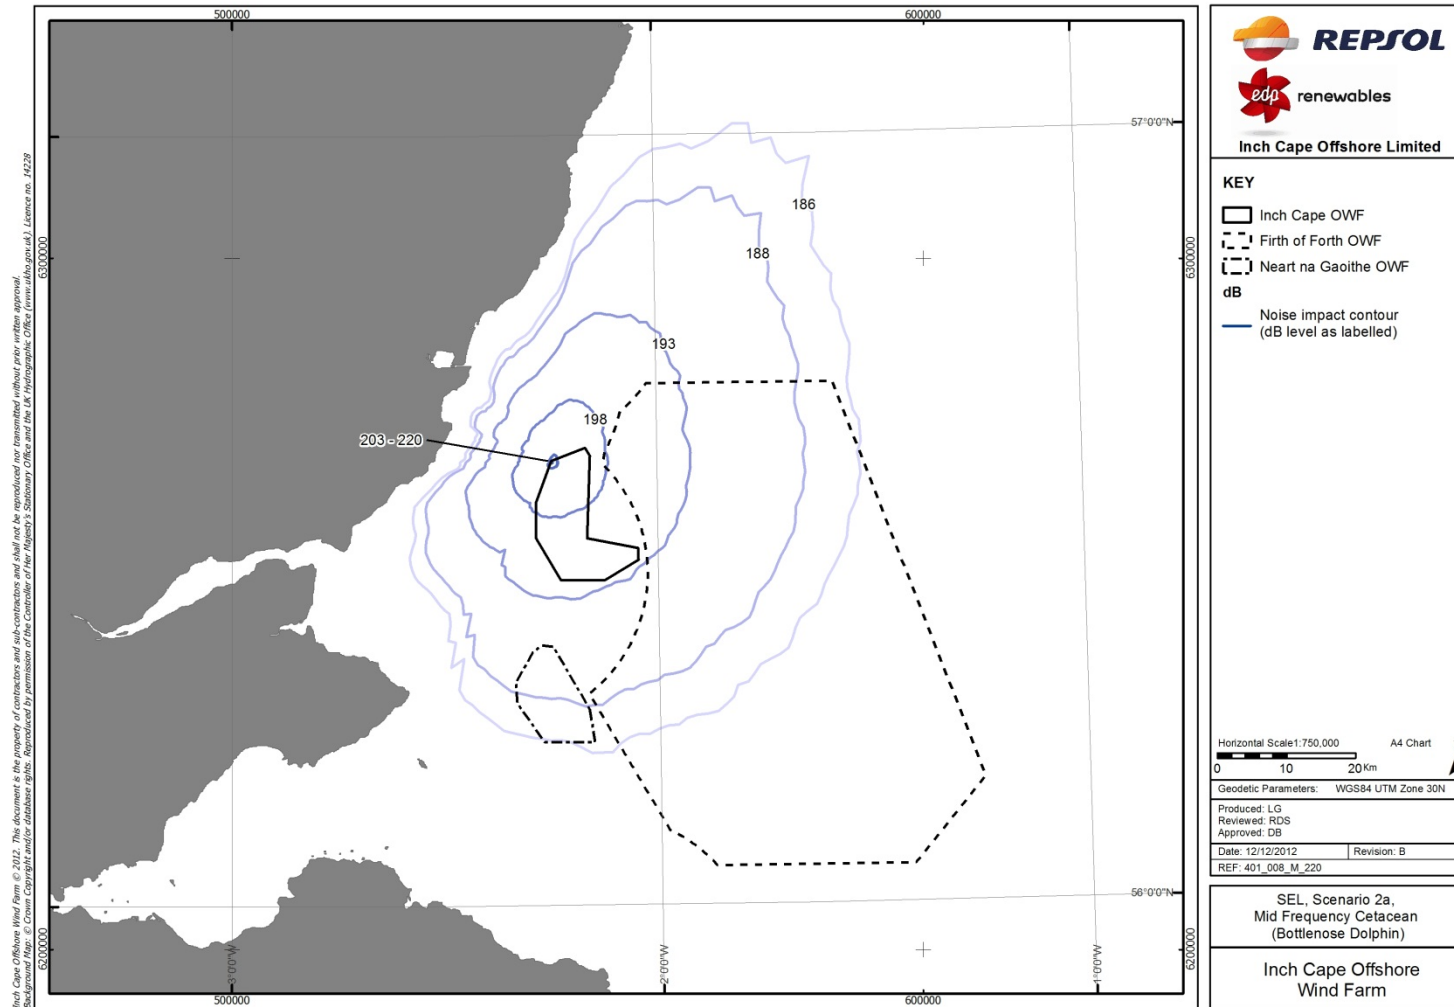 500000
600000
57°0'0"N
6300000
6300000
186
188
193
198
203 - 220
56°0'0"N
6200000
6200000
3°0'0"W
2°0'0"W
1°0'0"W
500000
600000
Inch Cape Offshore Wind Farm © 2012. This document is the property of contractors and sub-contractors and shall not be reproduced nor transmitted without prior written approval.
Background Map: © Crown Copyright and/or database rights. Reproduced by permission of the Controller of Her Majesty's Stationary Office and the UK Hydrographic Office (www.ukho.gov.uk). Licence no. 14228
REPSOL
edp renewables
Inch Cape Offshore Limited
KEY
Inch Cape OWF
Firth of Forth OWF
Neart na Gaoithe OWF
dB
Noise impact contour
(dB level as labelled)
Horizontal Scale1:750,000 A4 Chart
0 10 20 Km
Geodetic Parameters: WGS84 UTM Zone 30N
Produced: LG
Reviewed: RDS
Approved: DB
Date: 12/12/2012 Revision: B
REF: 401_008_M_220
SEL, Scenario 2a,
Mid Frequency Cetacean
(Bottlenose Dolphin)
Inch Cape Offshore
Wind Farm